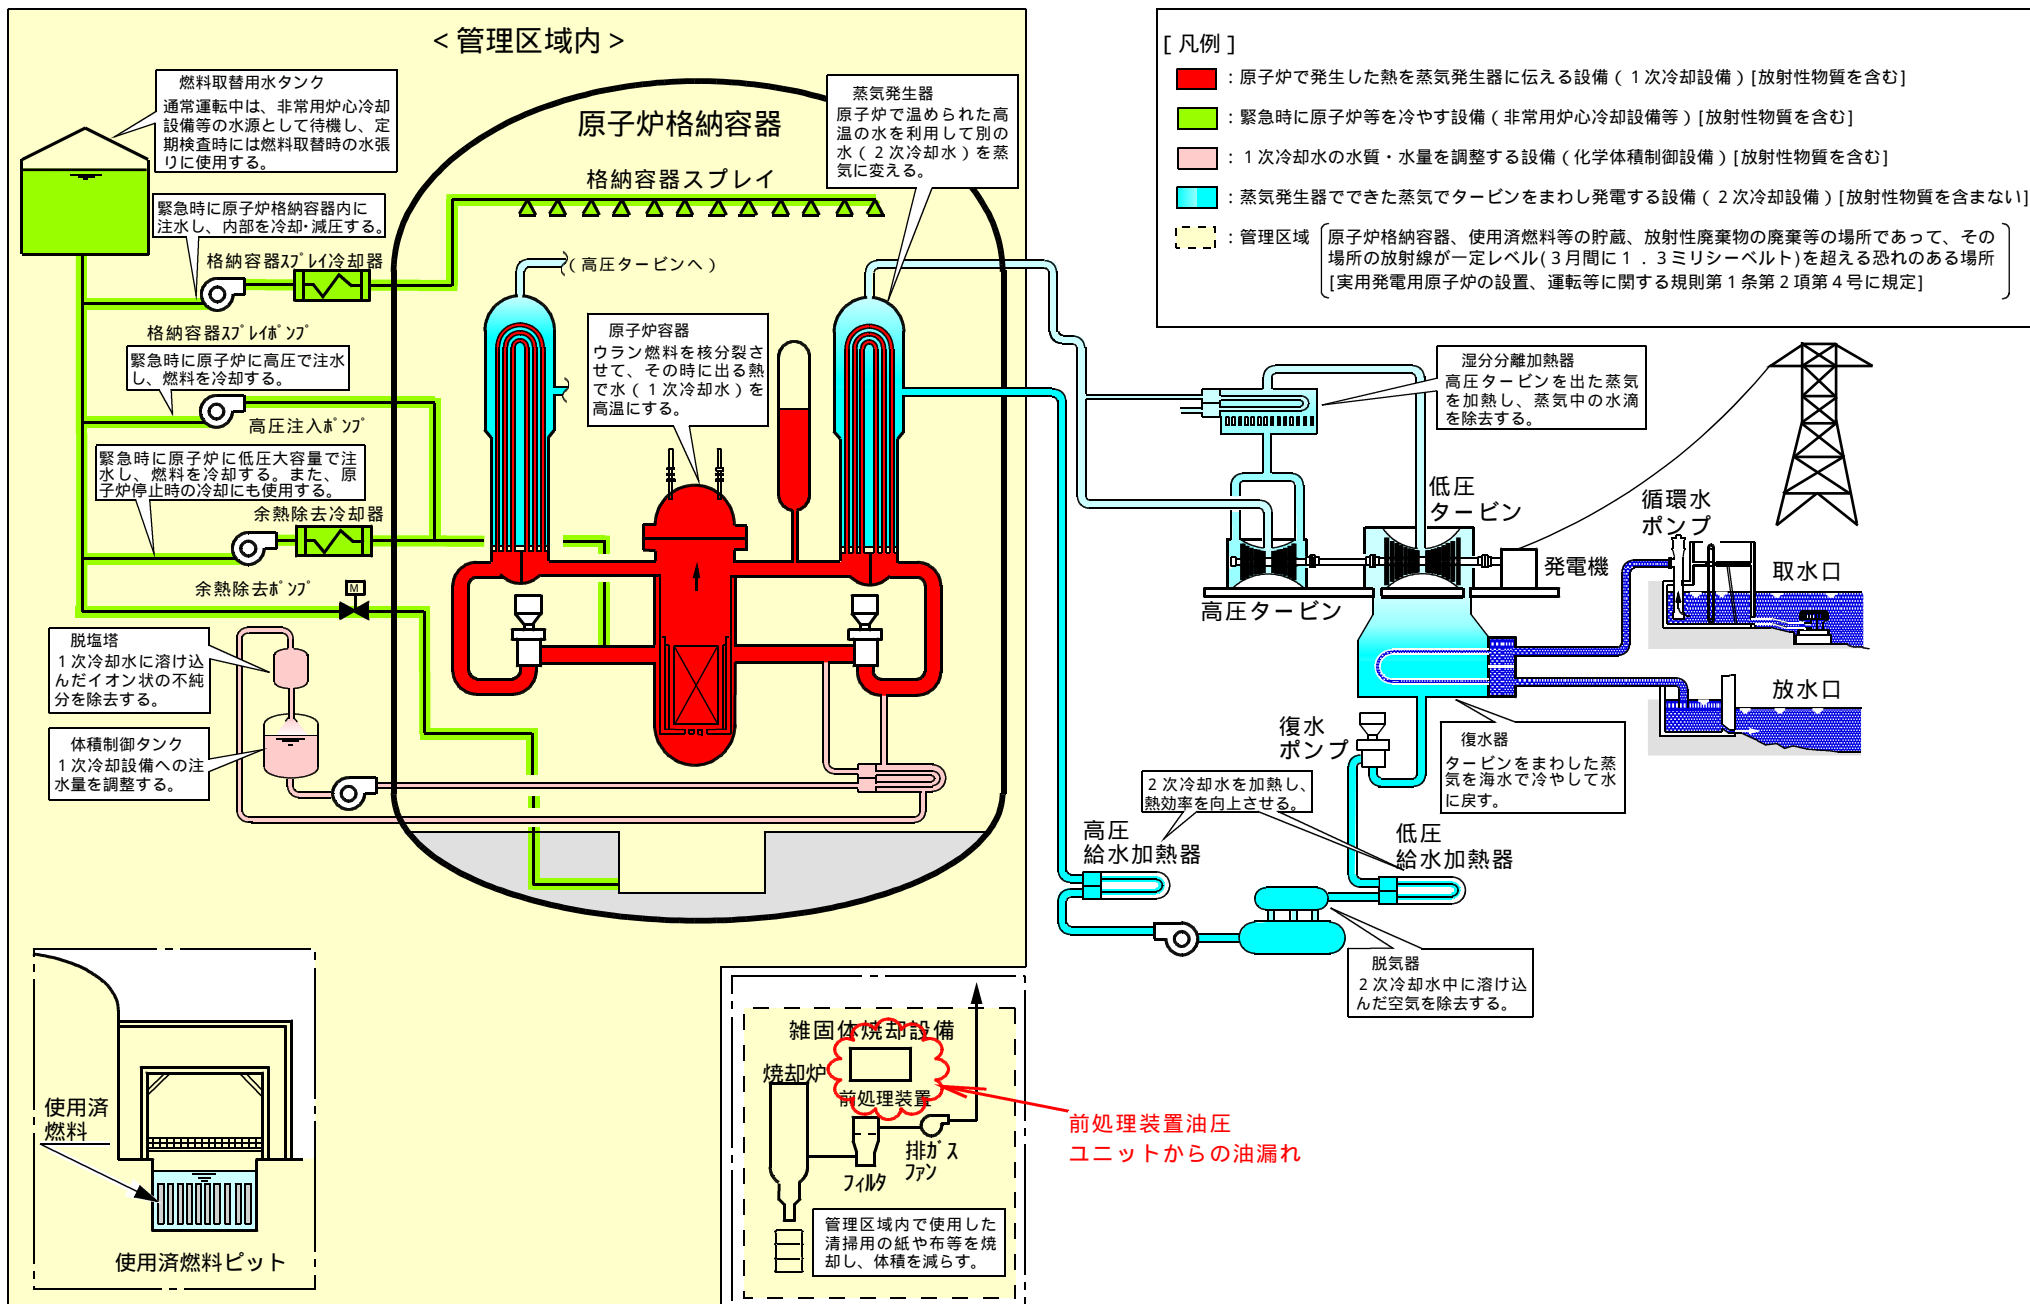 ＜管理区域内＞
燃料取替用水タンク
通常運転中は、非常用炉心冷却
設備等の水源として待機し、定
期検査時には燃料取替時の水張
りに使用する。
緊急時に原子炉格納容器内に
注水し、内部を冷却・減圧する。
格納容器ｽﾌﾟﾚｲ冷却器
格納容器ｽﾌﾟﾚｲﾎﾟﾝﾌﾟ
緊急時に原子炉に高圧で注水
し、燃料を冷却する。
高圧注入ﾎﾟﾝﾌﾟ
緊急時に原子炉に低圧大容量で注
水し、燃料を冷却する。また、原
子炉停止時の冷却にも使用する。
余熱除去冷却器
余熱除去ﾎﾟﾝﾌﾟ
M
脱塩塔
１次冷却水に溶け込
んだイオン状の不純
分を除去する。
体積制御タンク
１次冷却設備への注
水量を調整する。
原子炉格納容器
格納容器スプレイ
（高圧タービンへ）
蒸気発生器
原子炉で温められた高
温の水を利用して別の
水（２次冷却水）を蒸
気に変える。
原子炉容器
ウラン燃料を核分裂さ
せて、その時に出る熱
で水（１次冷却水）を
高温にする。
[ 凡例 ]
：原子炉で発生した熱を蒸気発生器に伝える設備（１次冷却設備）[放射性物質を含む]
：緊急時に原子炉等を冷やす設備（非常用炉心冷却設備等）[放射性物質を含む]
：１次冷却水の水質・水量を調整する設備（化学体積制御設備）[放射性物質を含む]
：蒸気発生器でできた蒸気でタービンをまわし発電する設備（２次冷却設備）[放射性物質を含まない]
：管理区域
原子炉格納容器、使用済燃料等の貯蔵、放射性廃棄物の廃棄等の場所であって、その
場所の放射線が一定レベル(３月間に１．３ミリシーベルト)を超える恐れのある場所
[実用発電用原子炉の設置、運転等に関する規則第１条第２項第４号に規定]
湿分分離加熱器
高圧タービンを出た蒸気
を加熱し、蒸気中の水滴
を除去する。
低圧
タービン
高圧タービン
発電機
循環水
ポンプ
取水口
放水口
復水
ポンプ
復水器
タービンをまわした蒸
気を海水で冷やして水
に戻す。
２次冷却水を加熱し、
熱効率を向上させる。
高圧
給水加熱器
低圧
給水加熱器
脱気器
２次冷却水中に溶け込
んだ空気を除去する。
使用済
燃料
使用済燃料ピット
雑固体焼却設備
焼却炉
前処理装置
排ｶﾞｽ
ﾌｧﾝ
ﾌｨﾙﾀ
管理区域内で使用した
清掃用の紙や布等を焼
却し、体積を減らす。
前処理装置油圧
ユニットからの油漏れ